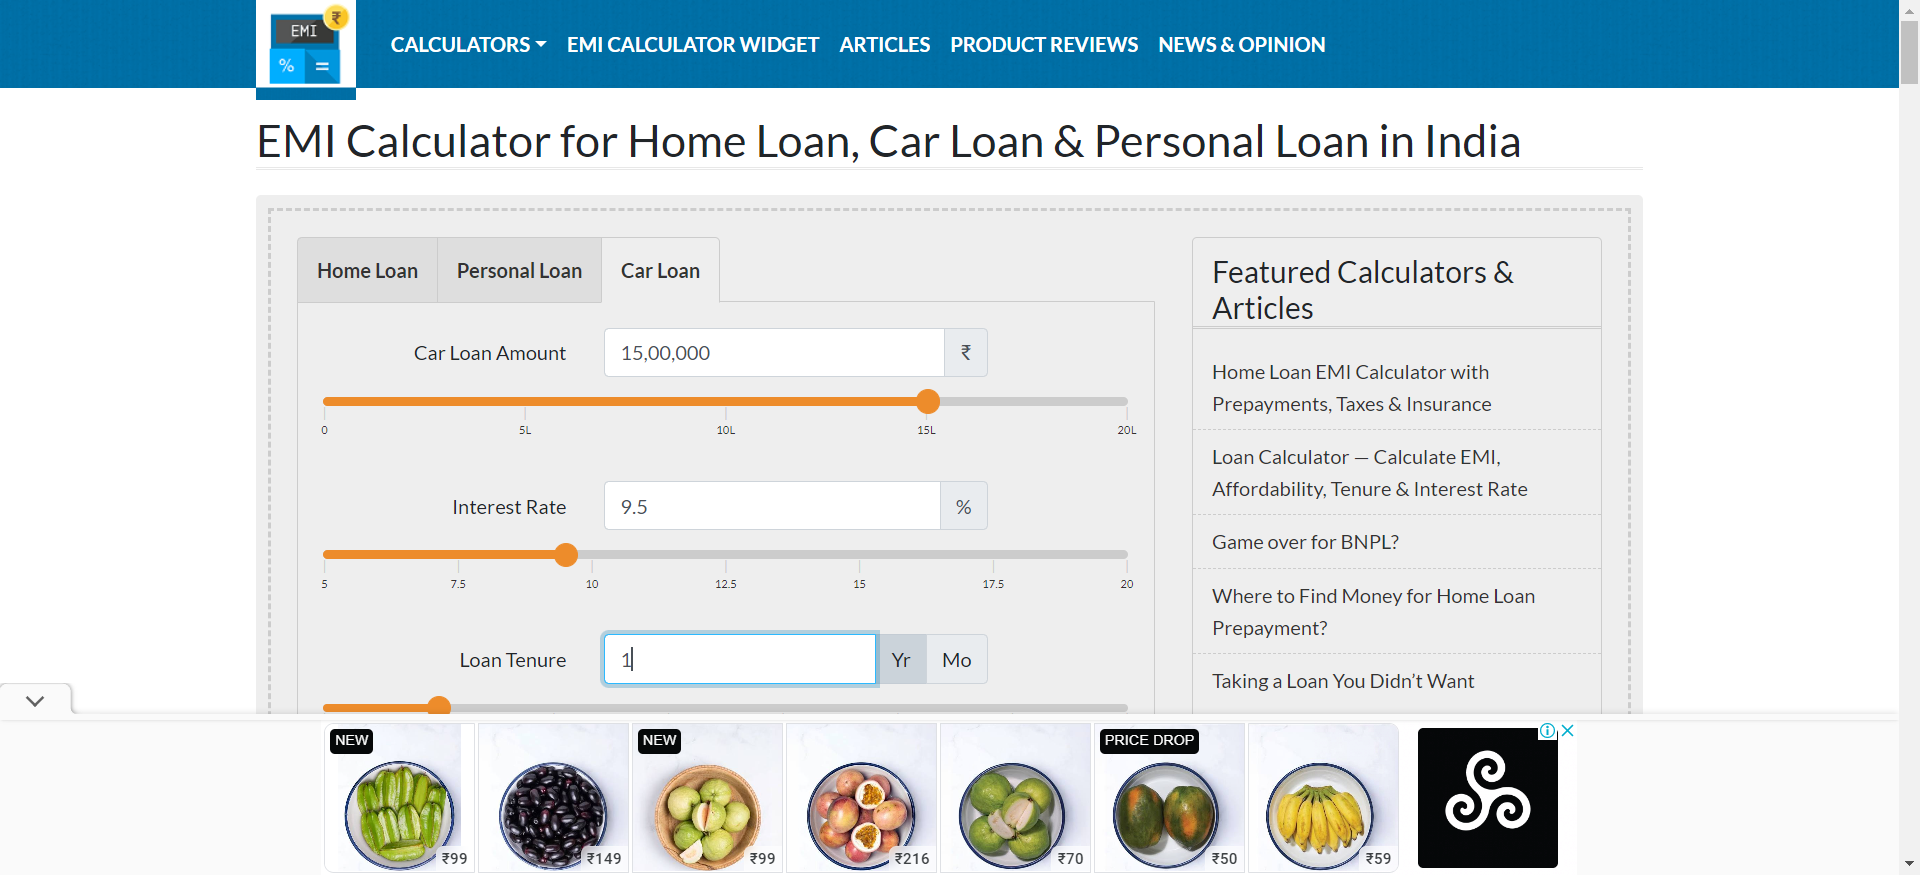 EMI
₹
%
=
CALCULATORS
EMI CALCULATOR WIDGET
ARTICLES
PRODUCT REVIEWS
NEWS & OPINION
EMI Calculator for Home Loan, Car Loan & Personal Loan in India
Home Loan
Personal Loan
Car Loan
Car Loan Amount
15,00,000
₹
0
5L
10L
15L
20L
Interest Rate
9.5
%
5
7.5
10
12.5
15
17.5
20
Loan Tenure
1
Yr
Mo
Featured Calculators &
Articles
Home Loan EMI Calculator with
Prepayments, Taxes & Insurance
Loan Calculator — Calculate EMI,
Affordability, Tenure & Interest Rate
Game over for BNPL?
Where to Find Money for Home Loan
Prepayment?
Taking a Loan You Didn’t Want
NEW
₹99
₹149
NEW
₹99
₹216
₹70
PRICE DROP
₹50
₹59